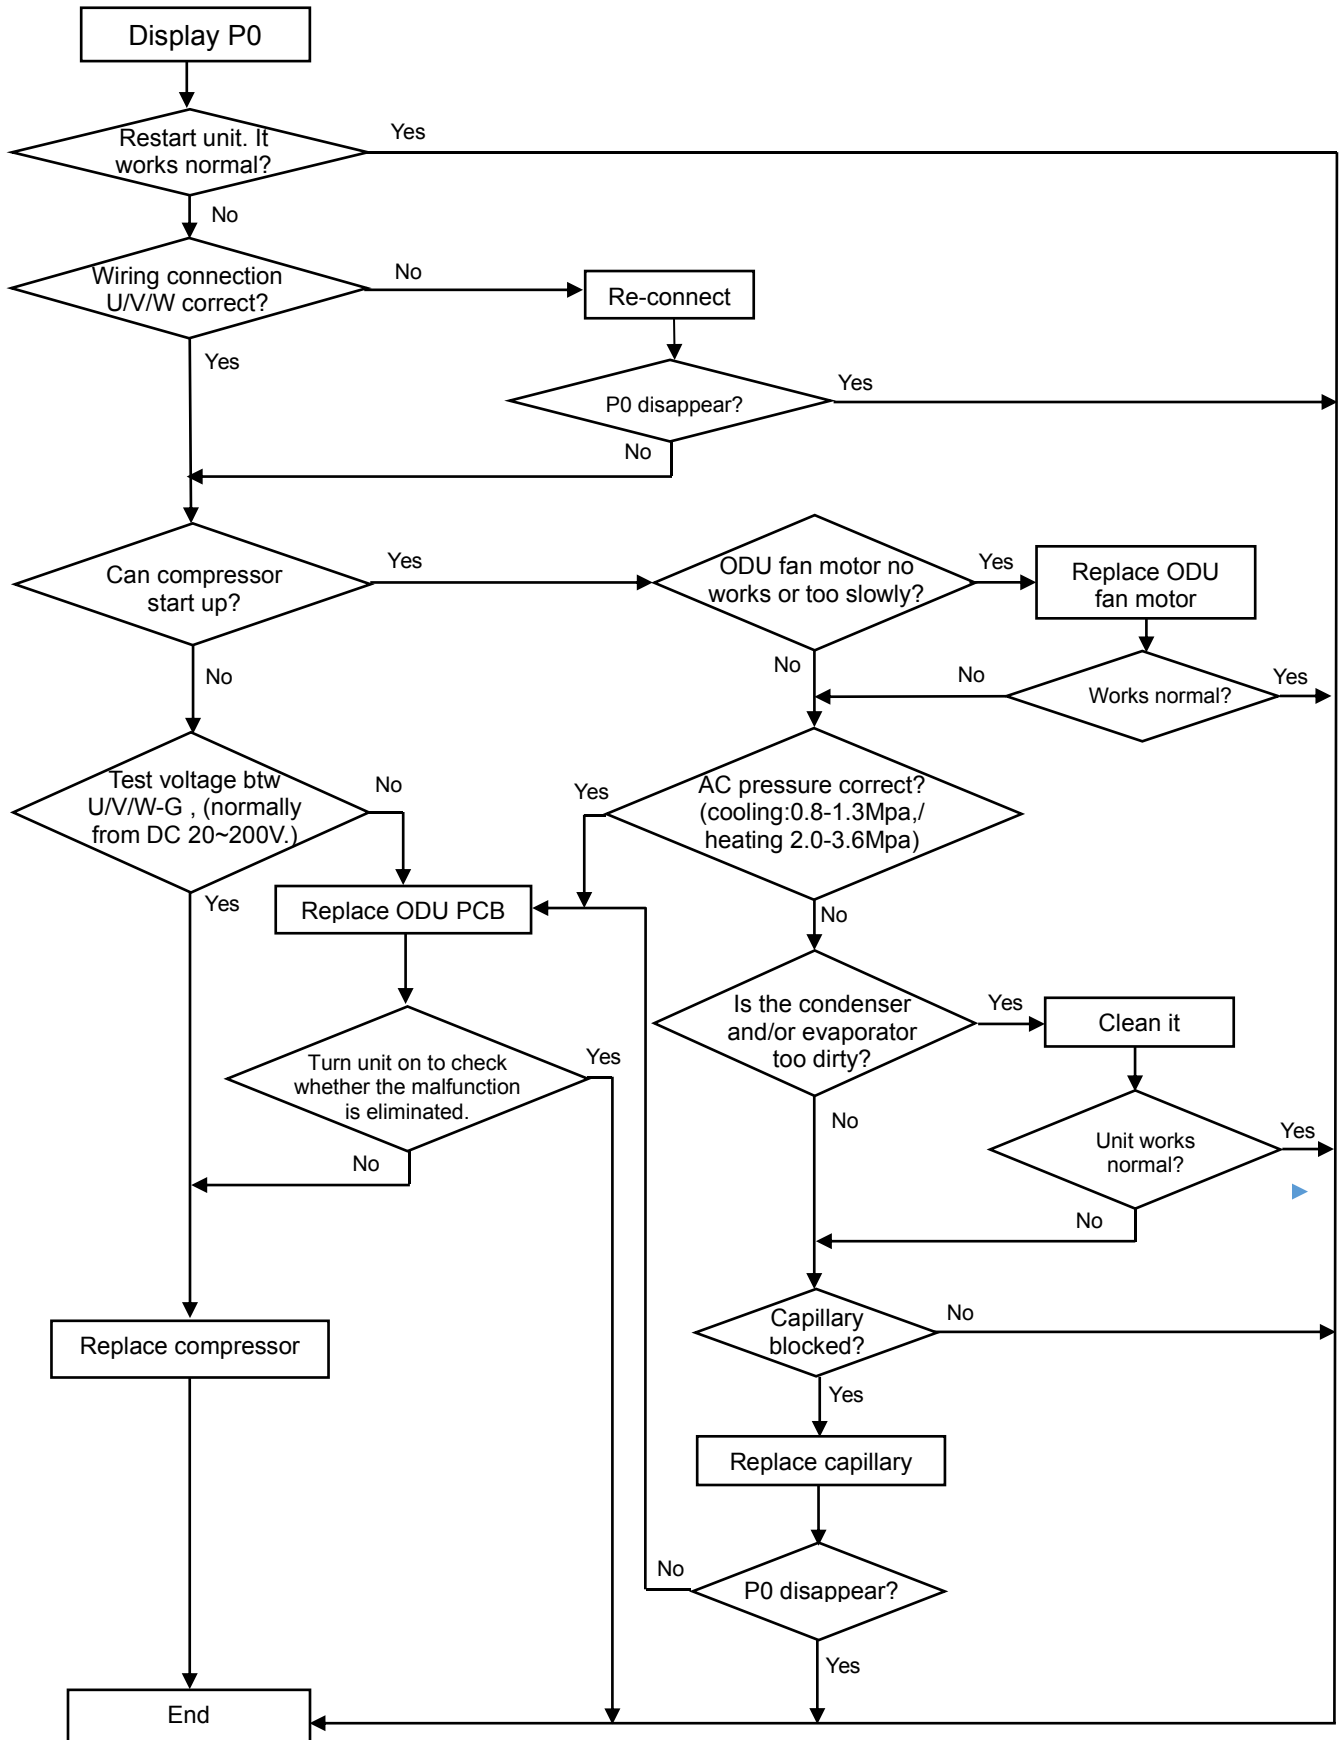 Display P0
Restart unit. It
works normal?
Yes
No
Wiring connection
U/V/W correct?
No
Re-connect
Yes
P0 disappear?
Yes
No
Can compressor
start up?
Yes
ODU fan motor no
works or too slowly?
Yes
Replace ODU
fan motor
No
No
No
Works normal?
Yes
Test voltage btw
U/V/W-G , (normally
from DC 20~200V.)
No
Yes
AC pressure correct?
(cooling:0.8-1.3Mpa,/
heating 2.0-3.6Mpa)
Yes
Replace ODU PCB
No
Is the condenser
and/or evaporator
too dirty?
Yes
Clean it
Turn unit on to check
whether the malfunction
is eliminated.
Yes
No
No
Unit works
normal?
Yes
No
Capillary
blocked?
No
Replace compressor
Yes
Replace capillary
No
P0 disappear?
Yes
End